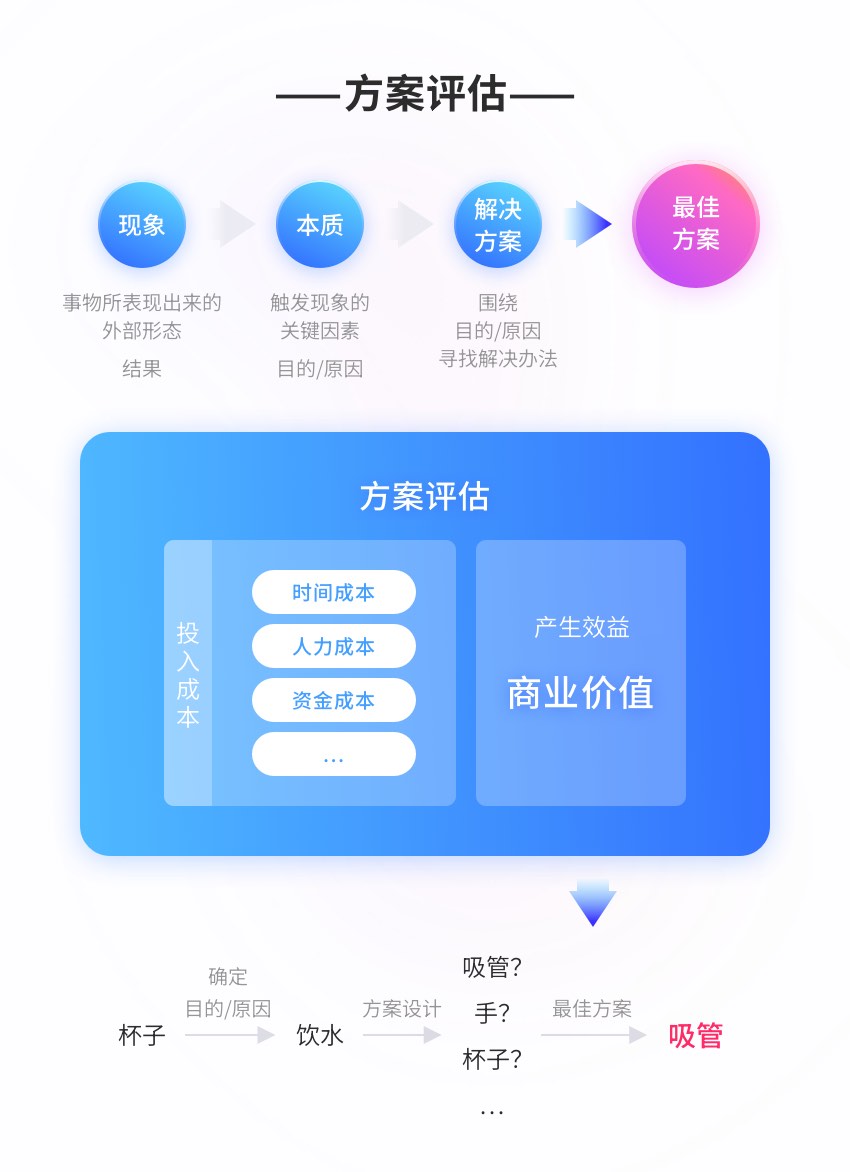 方案评估
现象
本质
解决
方案
最佳
方案
事物所表现出来的
外部形态
结果
触发现象的
关键因素
目的/原因
围绕
目的/原因
寻找解决办法
方案评估
投入成本
时间成本
人力成本
资金成本
...
产生效益
商业价值
杯子
确定
目的/原因
饮水
方案设计
吸管？
手？
杯子？
...
最佳方案
吸管